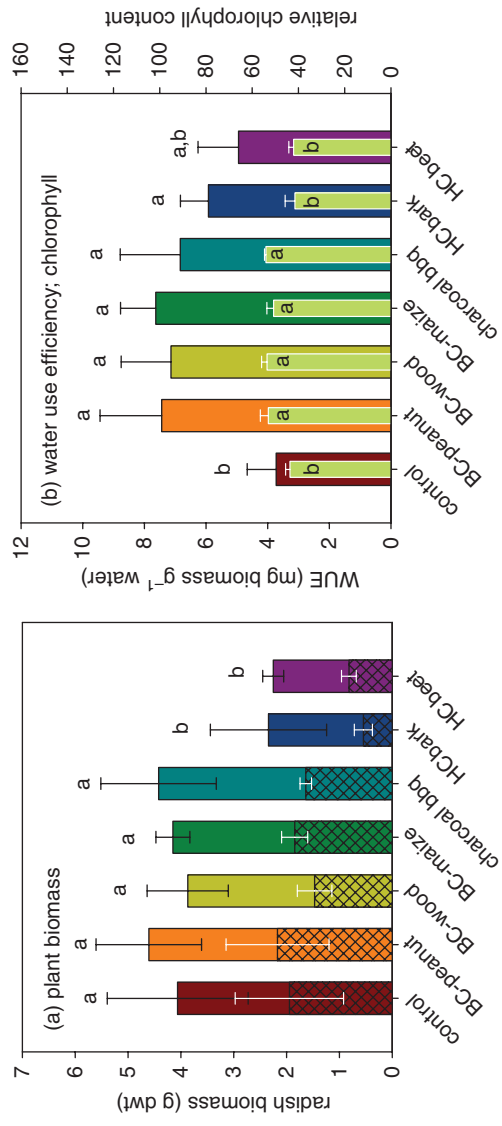 (a) plant biomass
radish biomass (g dwt)
7
6
5
4
3
2
1
0
a
a
a
a
a
b
b
control
BC-peanut
BC-wood
BC-maize
charcoal bbq
HC bark
HC beet
(b) water use efficiency; chlorophyll
WUE (mg biomass g⁻¹ water)
12
10
8
6
4
2
0
b
a
a
a
a
a
a,b
b
a
a
a
a
b
b
control
BC-peanut
BC-wood
BC-maize
charcoal bbq
HC bark
HC beet
160
140
120
100
80
60
40
20
0
relative chlorophyll content